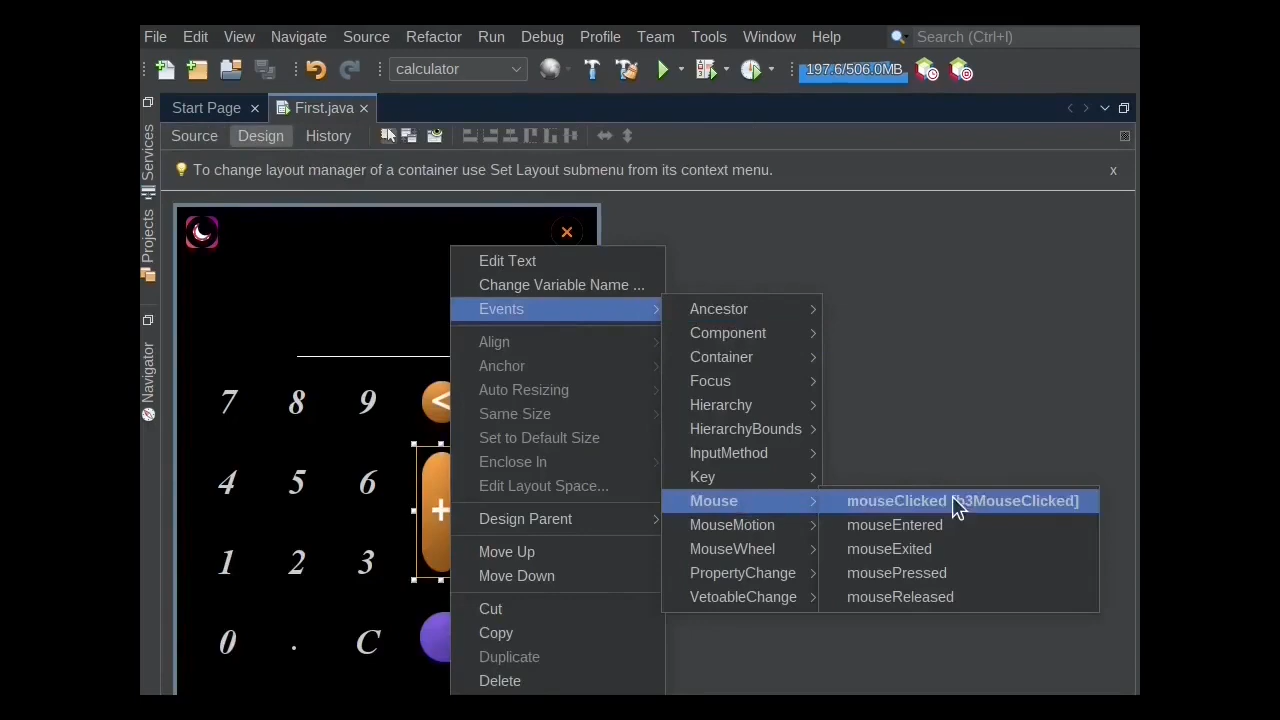 File Edit View Navigate Source Refactor Run Debug Profile Team Tools Window Help Search (Ctrl+I)
calculator 197.6/506.0MB
Start Page x First.java x
Source Design History
To change layout manager of a container use Set Layout submenu from its context menu. x
Services
Projects
Navigator
7 8 9 <
4 5 6 +
1 2 3
0 . C
Edit Text
Change Variable Name ...
Events
Align
Anchor
Auto Resizing
Same Size
Set to Default Size
Enclose In
Edit Layout Space...
Design Parent
Move Up
Move Down
Cut
Copy
Duplicate
Delete
Ancestor
Component
Container
Focus
Hierarchy
HierarchyBounds
InputMethod
Key
Mouse
MouseMotion
MouseWheel
PropertyChange
VetoableChange
mouseClicked
mouseEntered
mouseExited
mousePressed
mouseReleased